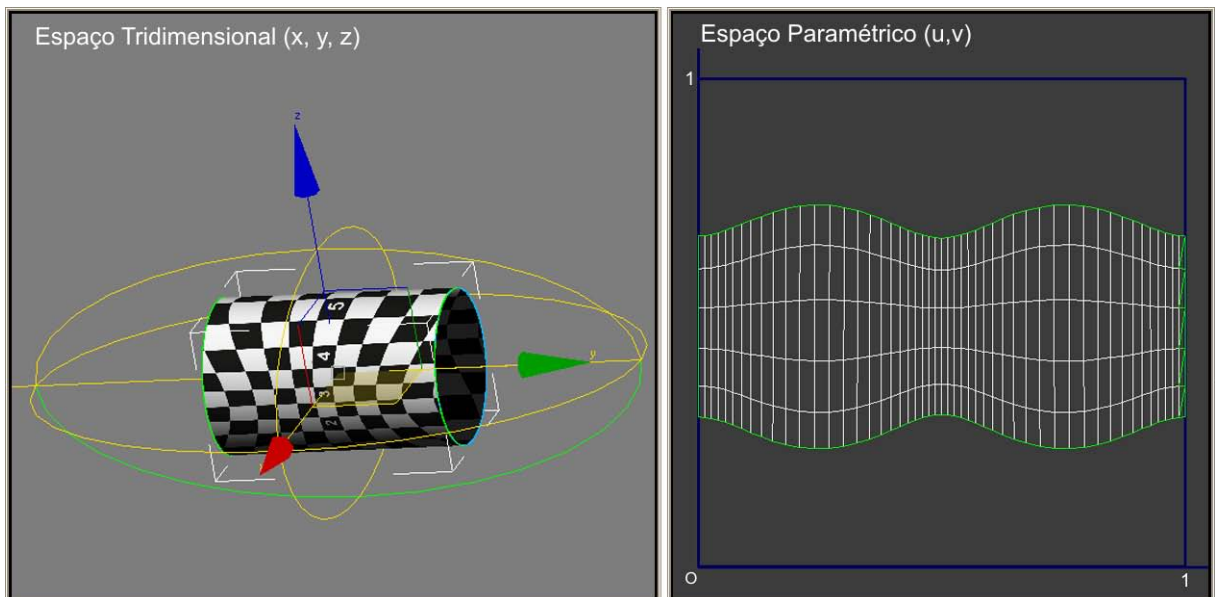 Espaço Tridimensional (x, y, z)
z
5
4
3
2
y
Espaço Paramétrico (u,v)
1
O
1